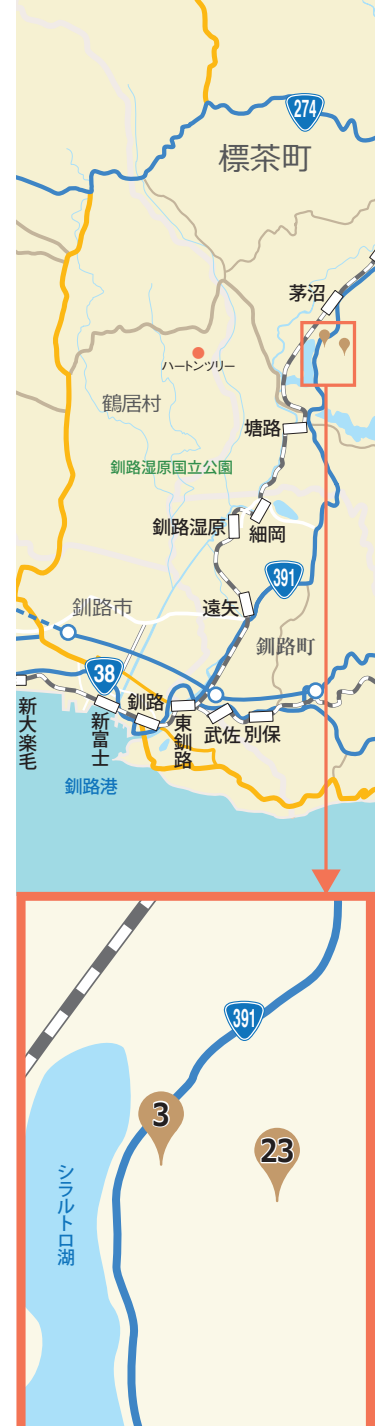 274
標茶町
茅沼
ハートンツリー
鶴居村
塘路
釧路湿原国立公園
釧路湿原
細岡
391
釧路市
遠矢
釧路町
38
釧路
新大楽毛
新富士
東釧路
武佐
別保
釧路港
391
3
23
シラルトロ湖